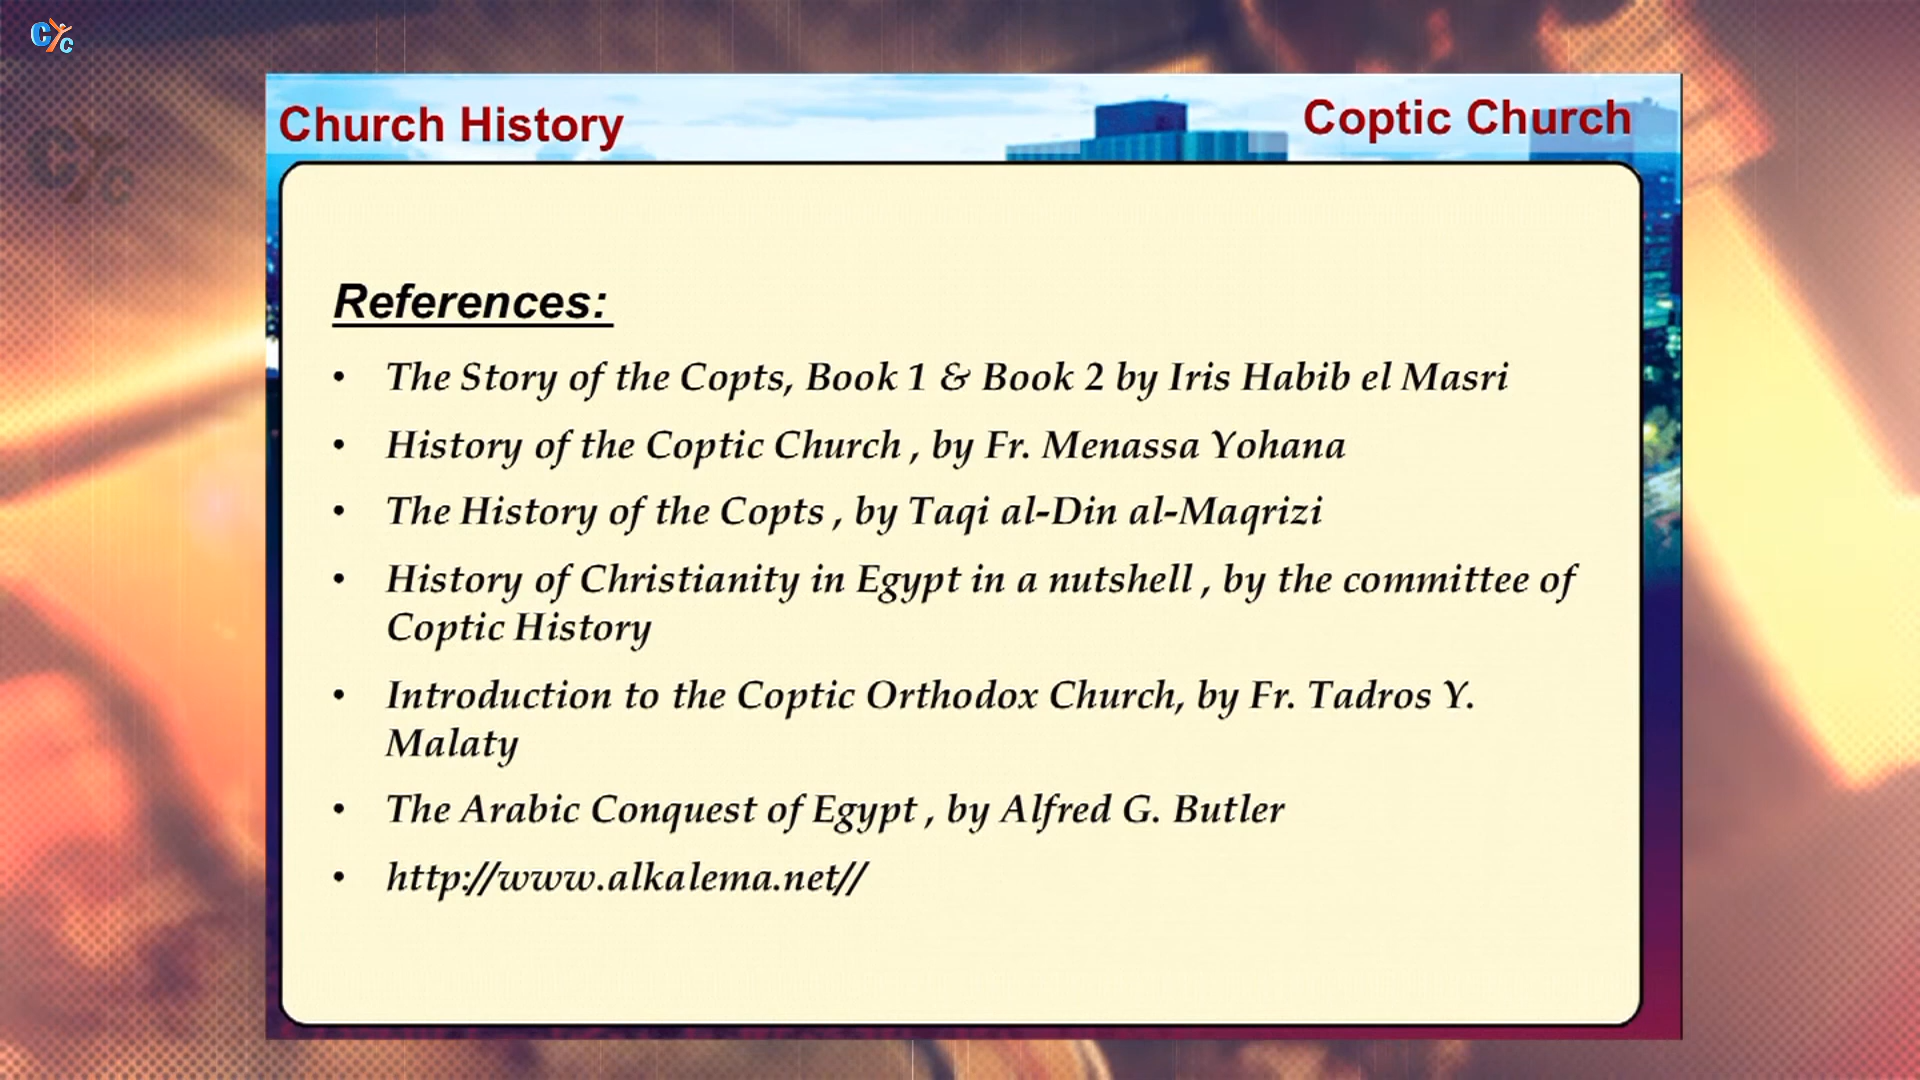 CYC
Church History
Coptic Church
References:
• The Story of the Copts, Book 1 & Book 2 by Iris Habib el Masri
• History of the Coptic Church , by Fr. Menassa Yohana
• The History of the Copts , by Taqi al-Din al-Maqrizi
• History of Christianity in Egypt in a nutshell , by the committee of
Coptic History
• Introduction to the Coptic Orthodox Church, by Fr. Tadros Y.
Malaty
• The Arabic Conquest of Egypt , by Alfred G. Butler
• http://www.alkalema.net//
CYC